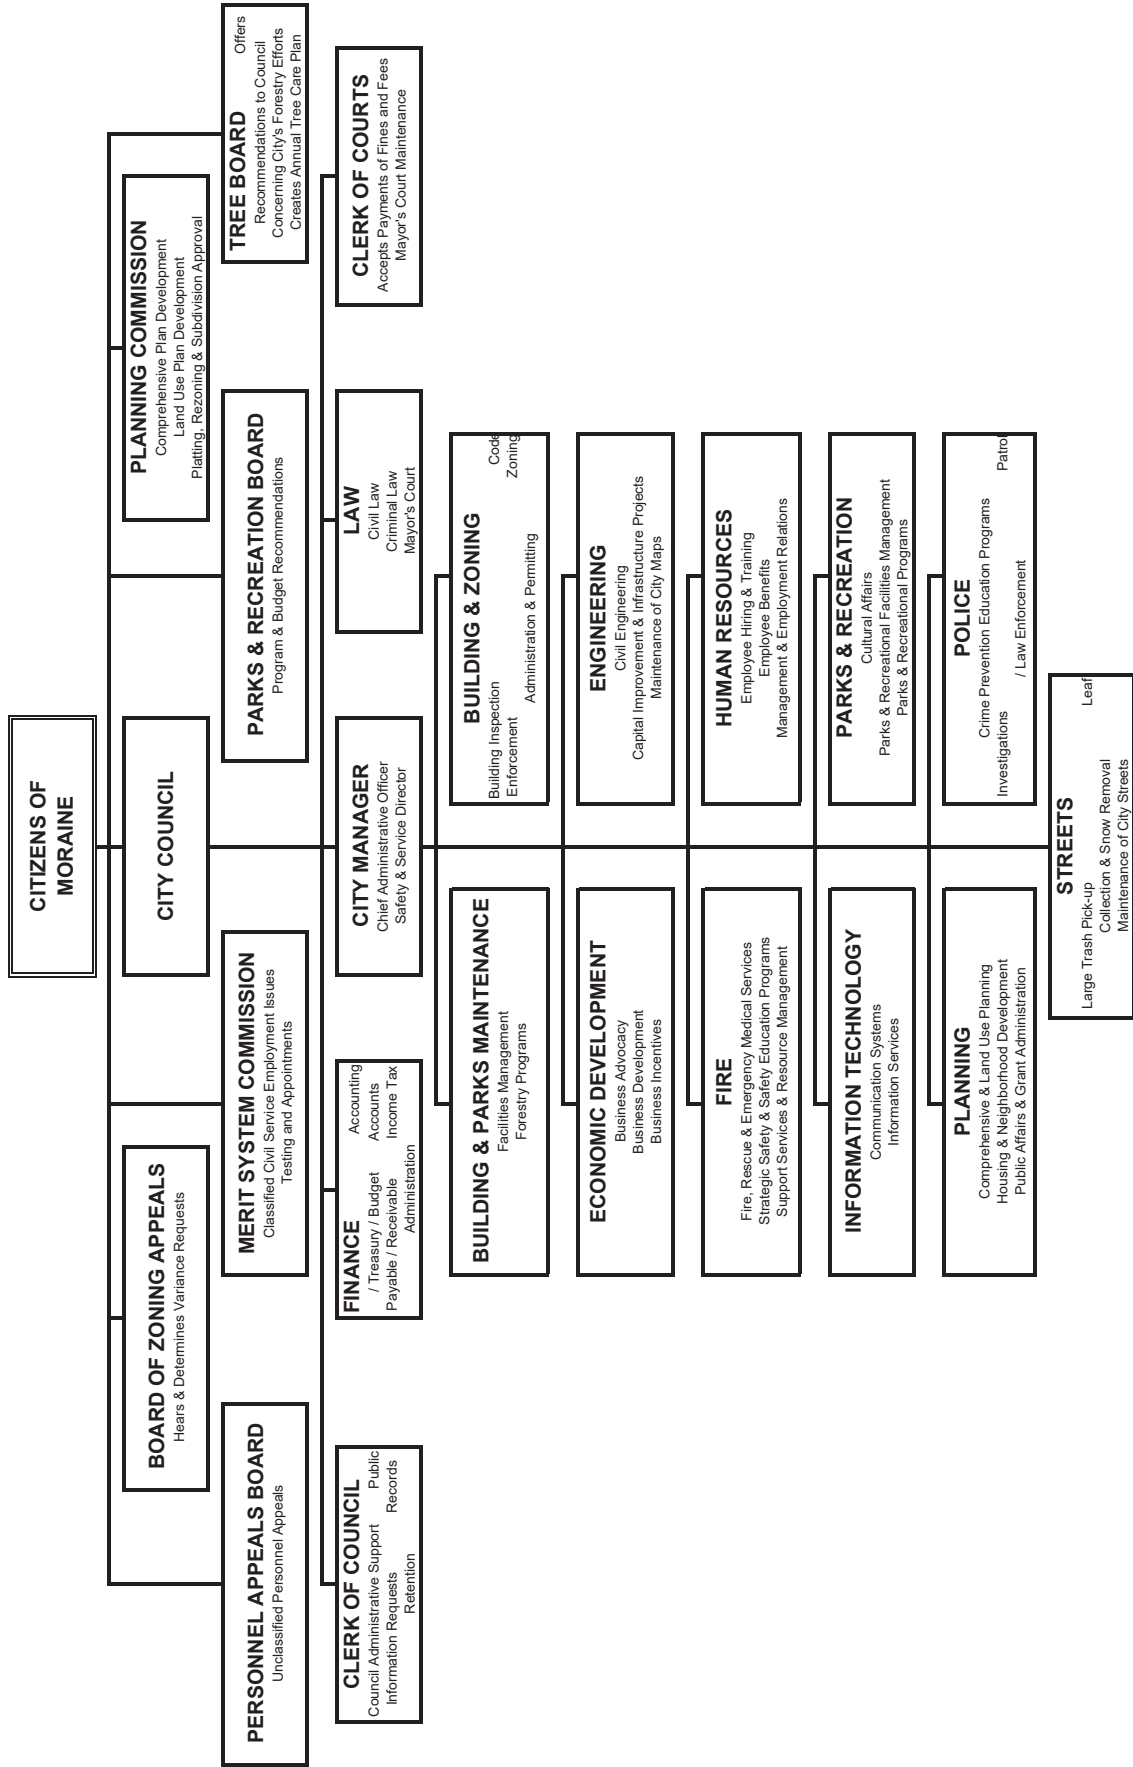 CITIZENS OF
MORAINE
BOARD OF ZONING APPEALS
Hears & Determines Variance Requests
CITY COUNCIL
PLANNING COMMISSION
Comprehensive Plan Development
Land Use Plan Development
Platting, Rezoning & Subdivision Approval
PERSONNEL APPEALS BOARD
Unclassified Personnel Appeals
MERIT SYSTEM COMMISSION
Classified Civil Service Employment Issues
Testing and Appointments
PARKS & RECREATION BOARD
Program & Budget Recommendations
TREE BOARD Offers
Recommendations to Council
Concerning City's Forestry Efforts
Creates Annual Tree Care Plan
CLERK OF COUNCIL
Council Administrative Support Public
Information Requests Records
Retention
FINANCE Accounting
/ Treasury / Budget Accounts
Payable / Receivable Income Tax
Administration
CITY MANAGER
Chief Administrative Officer
Safety & Service Director
LAW
Civil Law
Criminal Law
Mayor's Court
CLERK OF COURTS
Accepts Payments of Fines and Fees
Mayor's Court Maintenance
BUILDING & PARKS MAINTENANCE
Facilities Management
Forestry Programs
BUILDING & ZONING
Building Inspection Code
Enforcement Zoning
Administration & Permitting
ECONOMIC DEVELOPMENT
Business Advocacy
Business Development
Business Incentives
ENGINEERING
Civil Engineering
Capital Improvement & Infrastructure Projects
Maintenance of City Maps
FIRE
Fire, Rescue & Emergency Medical Services
Strategic Safety & Safety Education Programs
Support Services & Resource Management
HUMAN RESOURCES
Employee Hiring & Training
Employee Benefits
Management & Employment Relations
INFORMATION TECHNOLOGY
Communication Systems
Information Services
PARKS & RECREATION
Cultural Affairs
Parks & Recreational Facilities Management
Parks & Recreational Programs
PLANNING
Comprehensive & Land Use Planning
Housing & Neighborhood Development
Public Affairs & Grant Administration
POLICE
Crime Prevention Education Programs
Investigations Patrol
/ Law Enforcement
STREETS
Large Trash Pick-up Leaf
Collection & Snow Removal
Maintenance of City Streets